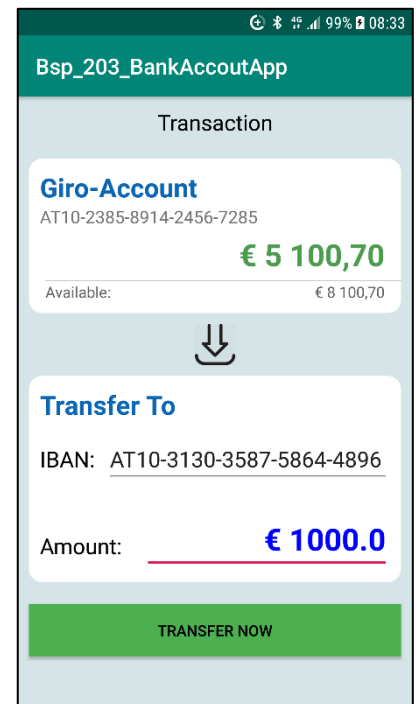 4G 99% 08:33
Bsp_203_BankAccoutApp
Transaction
Giro-Account
AT10-2385-8914-2456-7285
€ 5 100,70
Available: € 8 100,70
Transfer To
IBAN: AT10-3130-3587-5864-4896
Amount: € 1000.0
TRANSFER NOW